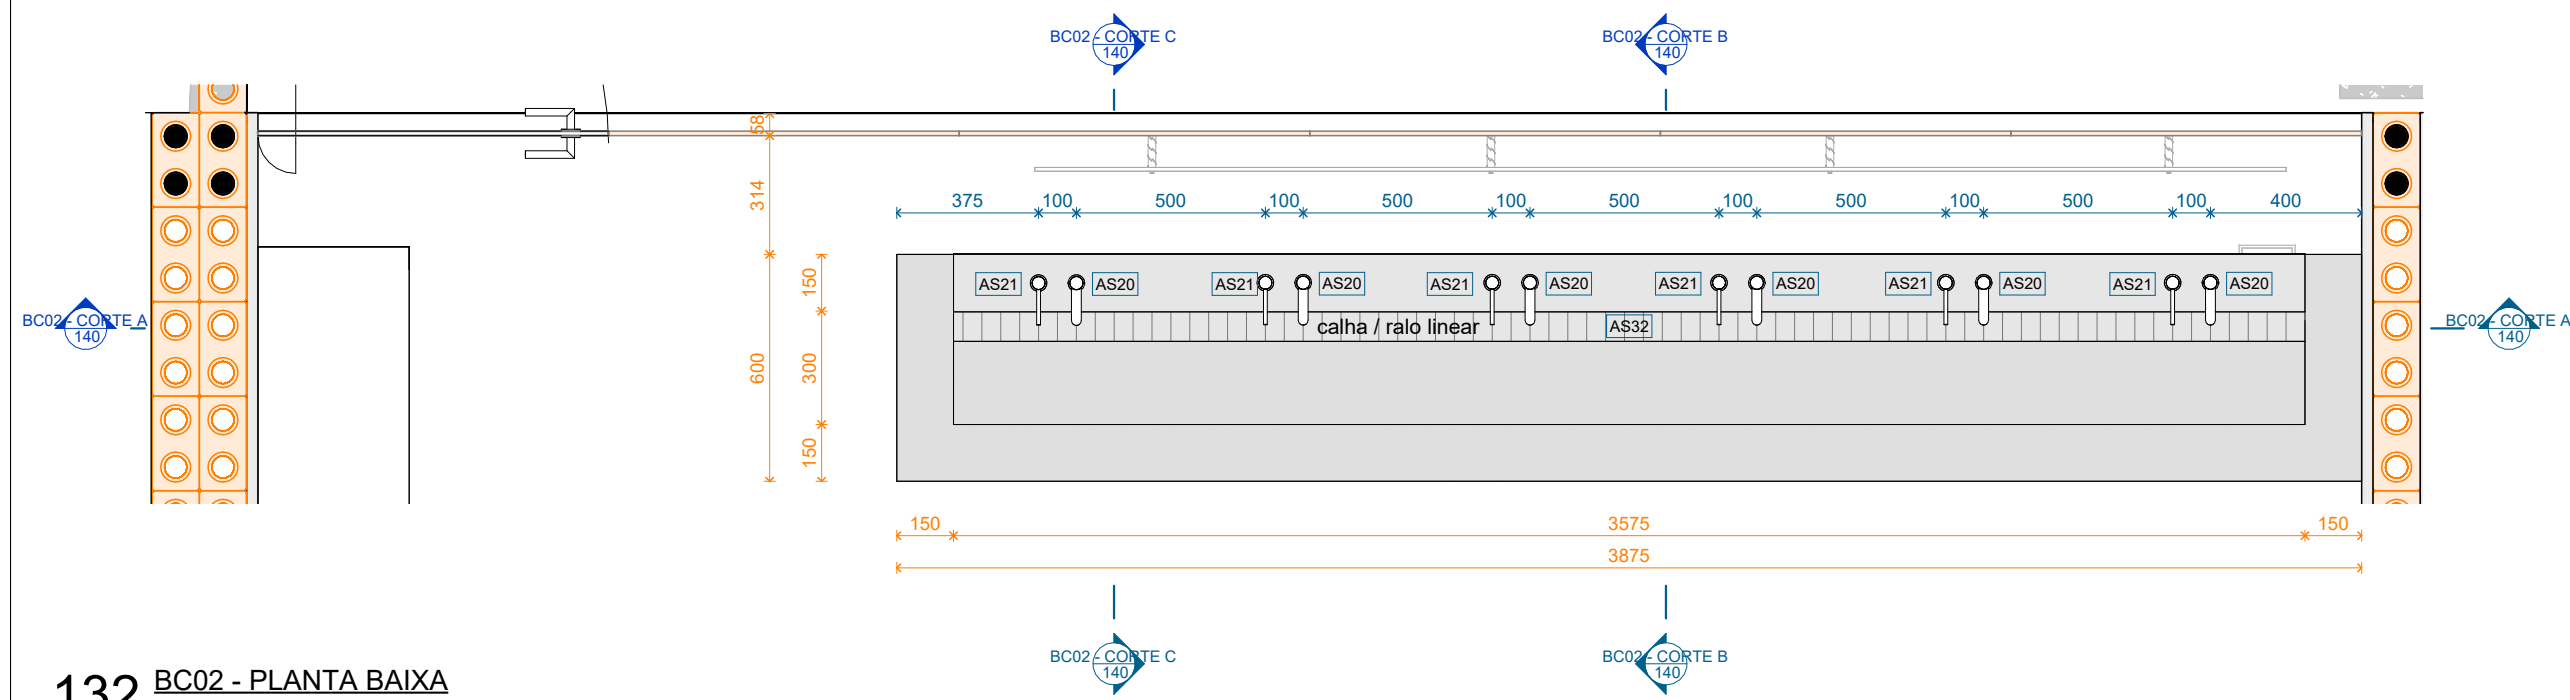 BC02 - CORTE C
140
BC02 - CORTE B
140
58
314
375 100 500 100 500 100 500 100 500 100 500 100 400
150
AS21 AS20 AS21 AS20 AS21 AS20 AS21 AS20 AS21 AS20 AS21 AS20
BC02 - CORTE A
140
calha / ralo linear
AS32
BC02 - CORTE A
140
600
300
150
150 3575 150
3875
BC02 - CORTE C
140
BC02 - CORTE B
140
132 BC02 - PLANTA BAIXA